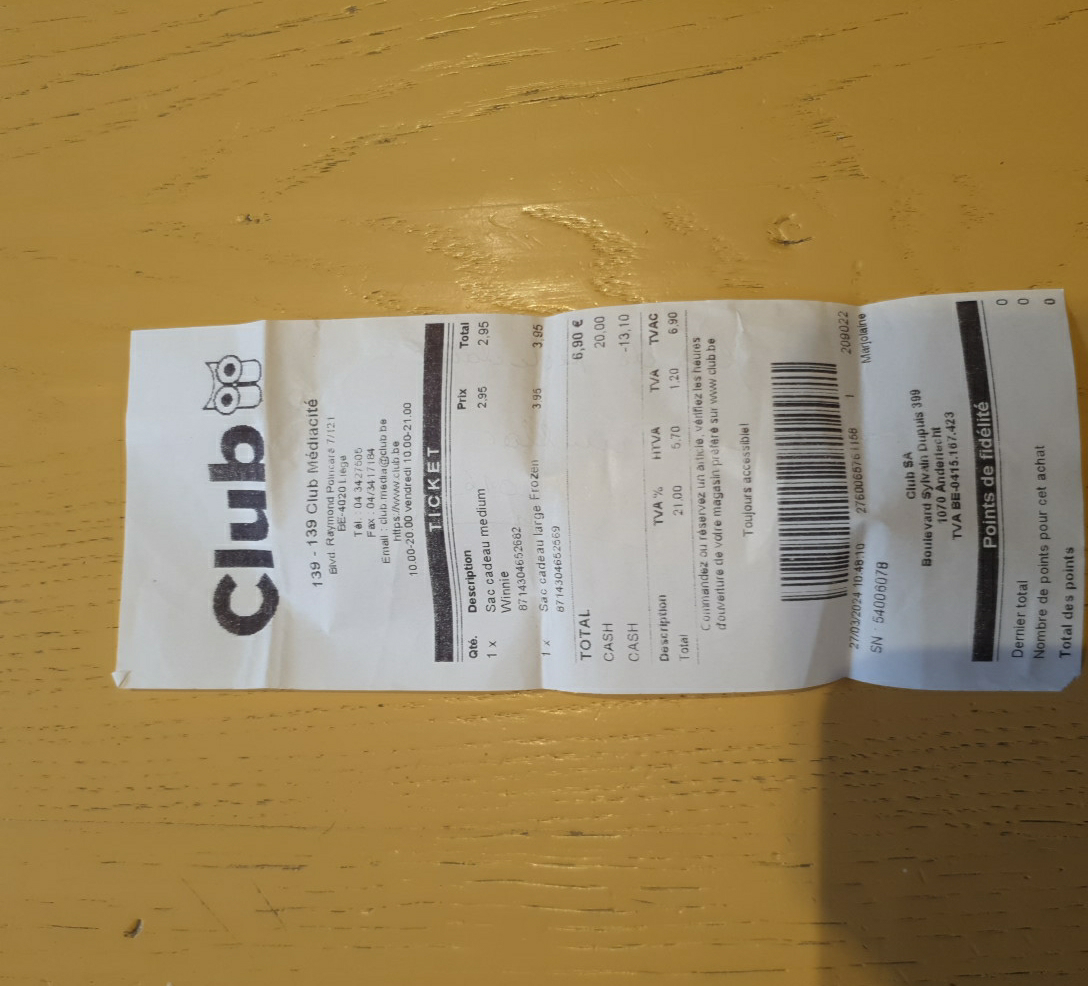 Club
139 - 139 Club Médiacité
Blvd. Raymond Poincaré 7/121
BE-4020 Liège
Tél : 04 3427605
Fax : 04/3417184
Email : club.media@club.be
https://www.club.be
10.00-20.00 vendredi 10.00-21.00
TICKET
Qté. Description Prix Total
1 x Sac cadeau medium 2,95 2,95
Winnie
8714304652682
1 x Sac cadeau large Frozen 3,95 3,95
8714304652569
TOTAL 6,90 €
CASH 20,00
CASH -13,10
Description TVA % HTVA TVA TVAC
Total 21,00 5,70 1,20 6,90
Commandez ou réservez un article, vérifiez les heures
d'ouverture de votre magasin préféré sur www.club.be
Toujours accessible!
27/03/2024 10:48:10 1 209022
SN : 5400607B Marjolaine
Club SA
Boulevard Sylvain Dupuis 399
1070 Anderlecht
TVA BE-0415.167.423
Points de fidélité
Dernier total 0
Nombre de points pour cet achat 0
Total des points 0